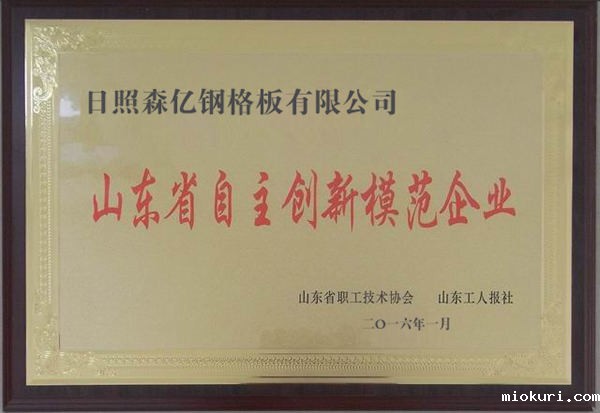 日照森亿钢格板有限公司
山东省自主创新模范企业
山东省职工技术协会 山东工人报社
二〇一六年一月
miokuri.com